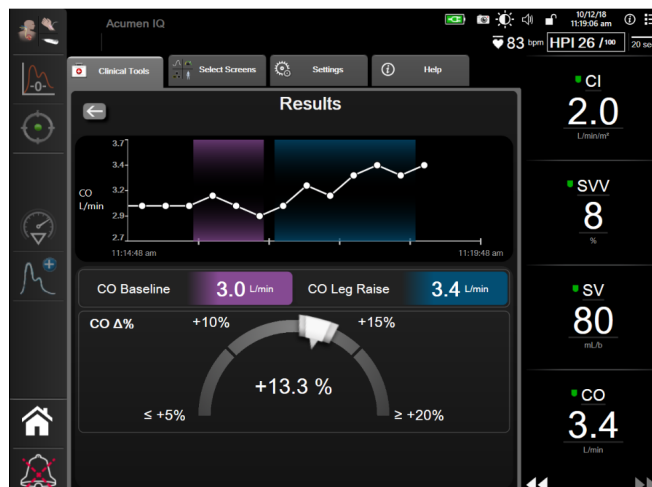 Acumen IQ
10/12/18
11:19:06 am
83 bpm
HPI 26 /100
20 sec
Clinical Tools
Select Screens
Settings
Help
-0-
Results
3.7
3.4
3.2
2.9
2.7
CO
L/min
11:14:48 am
11:19:48 am
CO Baseline 3.0 L/min CO Leg Raise 3.4 L/min
CO Δ%
+10%
+15%
+13.3 %
≤ +5%
≥ +20%
CI
2.0
L/min/m²
SVV
8
%
SV
80
mL/b
CO
3.4
L/min